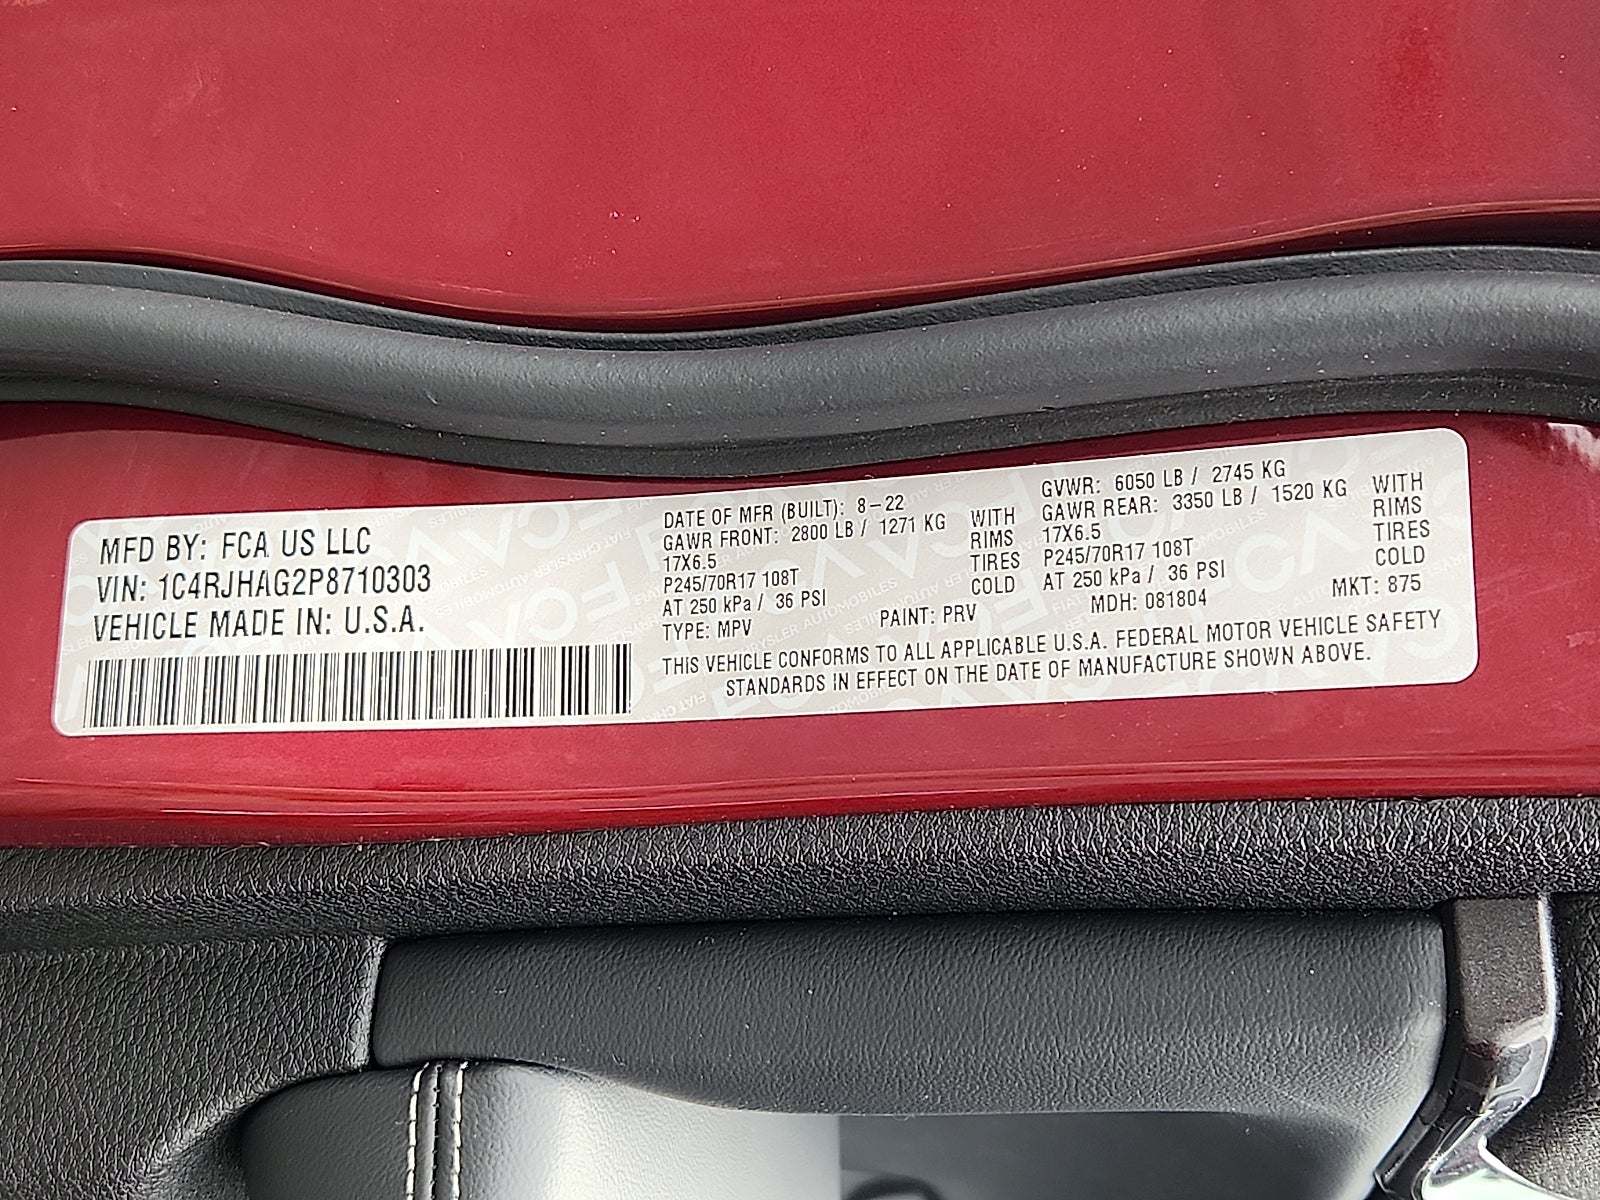 MFD BY: FCA US LLC
VIN: 1C4RJHAG2P8710303
VEHICLE MADE IN: U.S.A.
DATE OF MFR (BUILT): 8-22
GAWR FRONT: 2800 LB / 1271 KG WITH
17X6.5 RIMS
P245/70R17 108T TIRES
AT 250 kPa / 36 PSI COLD
GVWR: 6050 LB / 2745 KG
GAWR REAR: 3350 LB / 1520 KG WITH
17X6.5 RIMS
P245/70R17 108T TIRES
AT 250 kPa / 36 PSI COLD
TYPE: MPV PAINT: PRV MDH: 081804 MKT: 875
THIS VEHICLE CONFORMS TO ALL APPLICABLE U.S.A. FEDERAL MOTOR VEHICLE SAFETY
STANDARDS IN EFFECT ON THE DATE OF MANUFACTURE SHOWN ABOVE.